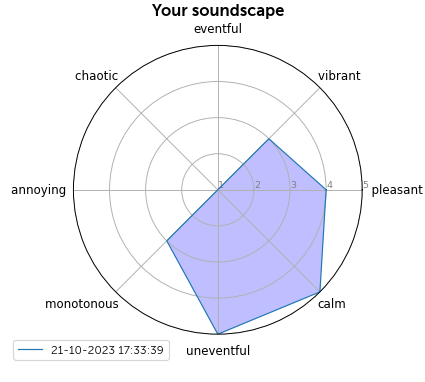 Your soundscape
eventful
chaotic
vibrant
annoying
1 2 3 4 5
pleasant
monotonous
calm
uneventful
21-10-2023 17:33:39